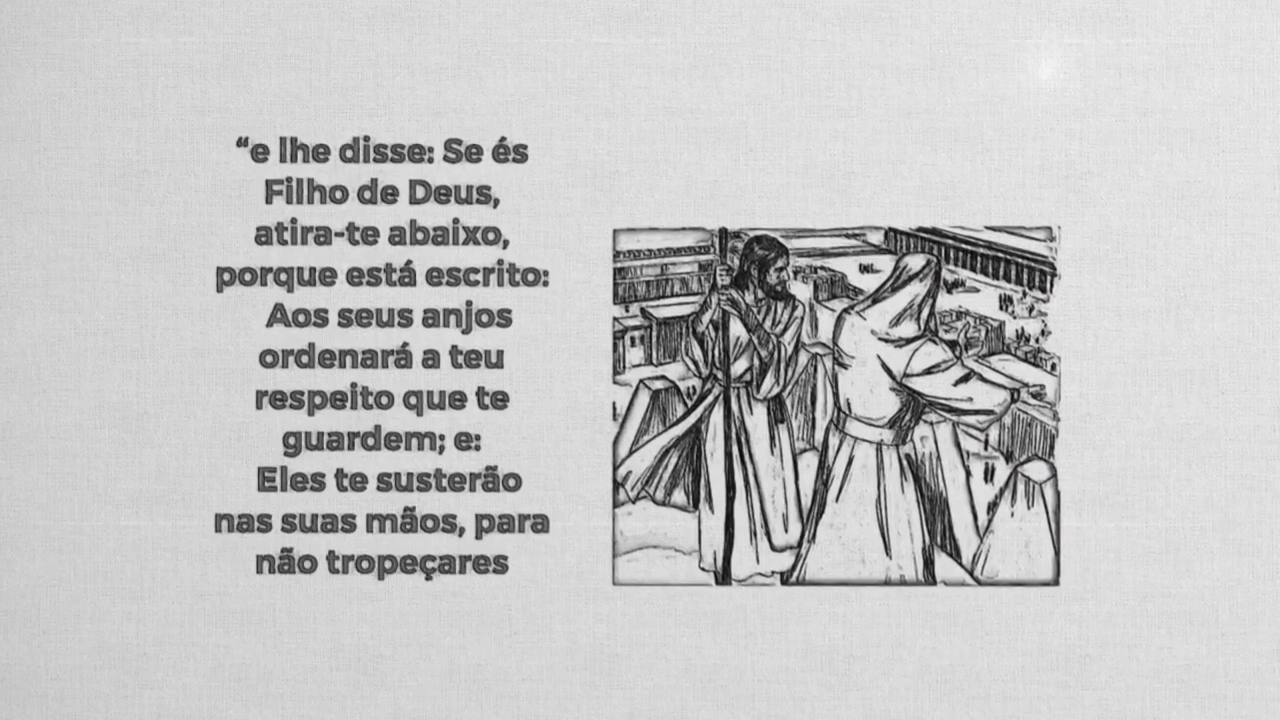 “e lhe disse: Se és
Filho de Deus,
atira-te abaixo,
porque está escrito:
Aos seus anjos
ordenará a teu
respeito que te
guardem; e:
Eles te susterão
nas suas mãos, para
não tropeçares